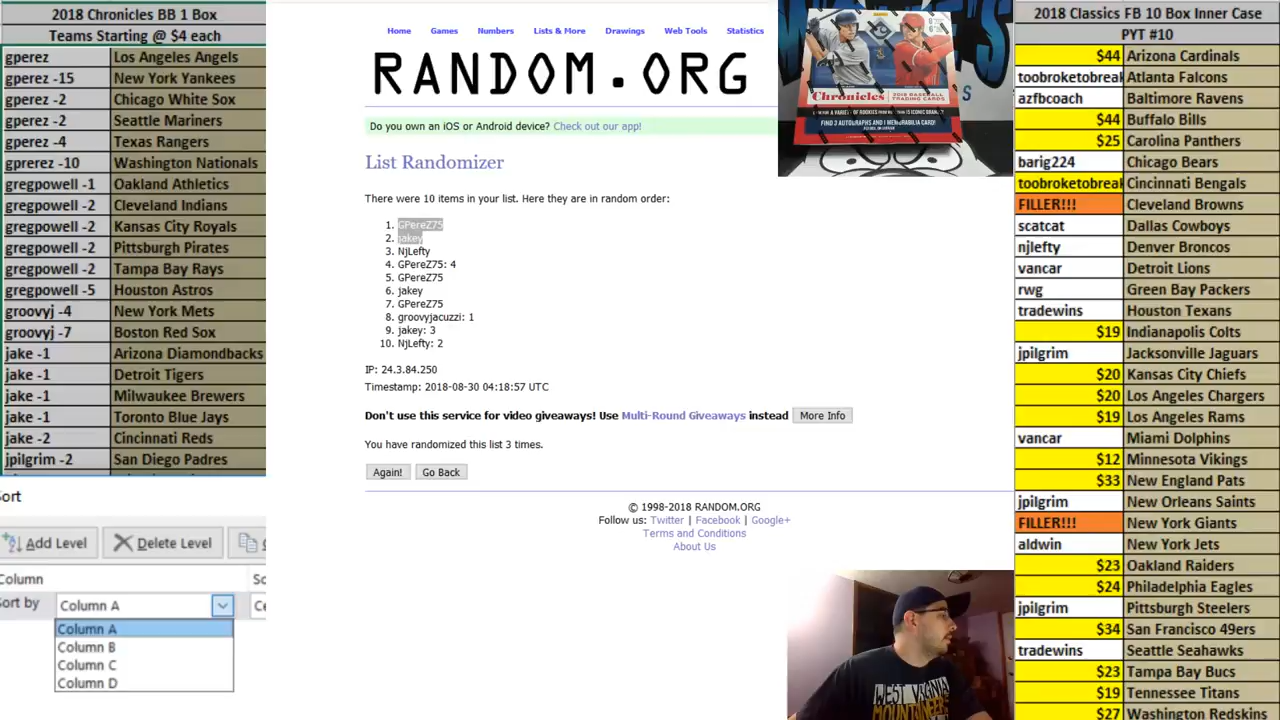 2018 Chronicles BB 1 Box
Teams Starting @ $4 each
gperez Los Angeles Angels
gperez -15 New York Yankees
gperez -2 Chicago White Sox
gperez -2 Seattle Mariners
gperez -4 Texas Rangers
gpererez -10 Washington Nationals
gregpowell -1 Oakland Athletics
gregpowell -2 Cleveland Indians
gregpowell -2 Kansas City Royals
gregpowell -2 Pittsburgh Pirates
gregpowell -2 Tampa Bay Rays
gregpowell -5 Houston Astros
groovyj -4 New York Mets
groovyj -7 Boston Red Sox
jake -1 Arizona Diamondbacks
jake -1 Detroit Tigers
jake -1 Milwaukee Brewers
jake -1 Toronto Blue Jays
jake -2 Cincinnati Reds
jpilgrim -2 San Diego Padres
Sort
Add Level Delete Level
Column
Sort by Column A
Column A
Column B
Column C
Column D
Home Games Numbers Lists & More Drawings Web Tools Statistics
RANDOM.ORG
Do you own an iOS or Android device? Check out our app!
List Randomizer
There were 10 items in your list. Here they are in random order:
1. GPereZ75
2. jakey
3. NjLefty
4. GPereZ75: 4
5. GPereZ75
6. jakey
7. GPereZ75
8. groovyjacuzzi: 1
9. jakey: 3
10. NjLefty: 2
IP: 24.3.84.250
Timestamp: 2018-08-30 04:18:57 UTC
Don't use this service for video giveaways! Use Multi-Round Giveaways instead More Info
You have randomized this list 3 times.
Again! Go Back
© 1998-2018 RANDOM.ORG
Follow us: Twitter | Facebook | Google+
Terms and Conditions
About Us
PANINI
Chronicles 2018 BASEBALL
TRADING CARDS
FIND 2 AUTOGRAPHS AND 1 MEMORABILIA CARD!
WEST VIRGINIA
MOUNTAINEERS
2018 Classics FB 10 Box Inner Case
PYT #10
$44 Arizona Cardinals
toobroketobreak Atlanta Falcons
azfbcoach Baltimore Ravens
$44 Buffalo Bills
$25 Carolina Panthers
barig224 Chicago Bears
toobroketobreak Cincinnati Bengals
FILLER!!! Cleveland Browns
scatcat Dallas Cowboys
njlefty Denver Broncos
vancar Detroit Lions
rwg Green Bay Packers
tradewins Houston Texans
$19 Indianapolis Colts
jpilgrim Jacksonville Jaguars
$20 Kansas City Chiefs
$20 Los Angeles Chargers
$19 Los Angeles Rams
vancar Miami Dolphins
$12 Minnesota Vikings
$33 New England Pats
jpilgrim New Orleans Saints
FILLER!!! New York Giants
aldwin New York Jets
$23 Oakland Raiders
$24 Philadelphia Eagles
jpilgrim Pittsburgh Steelers
$34 San Francisco 49ers
tradewins Seattle Seahawks
$23 Tampa Bay Bucs
$19 Tennessee Titans
$27 Washington Redskins